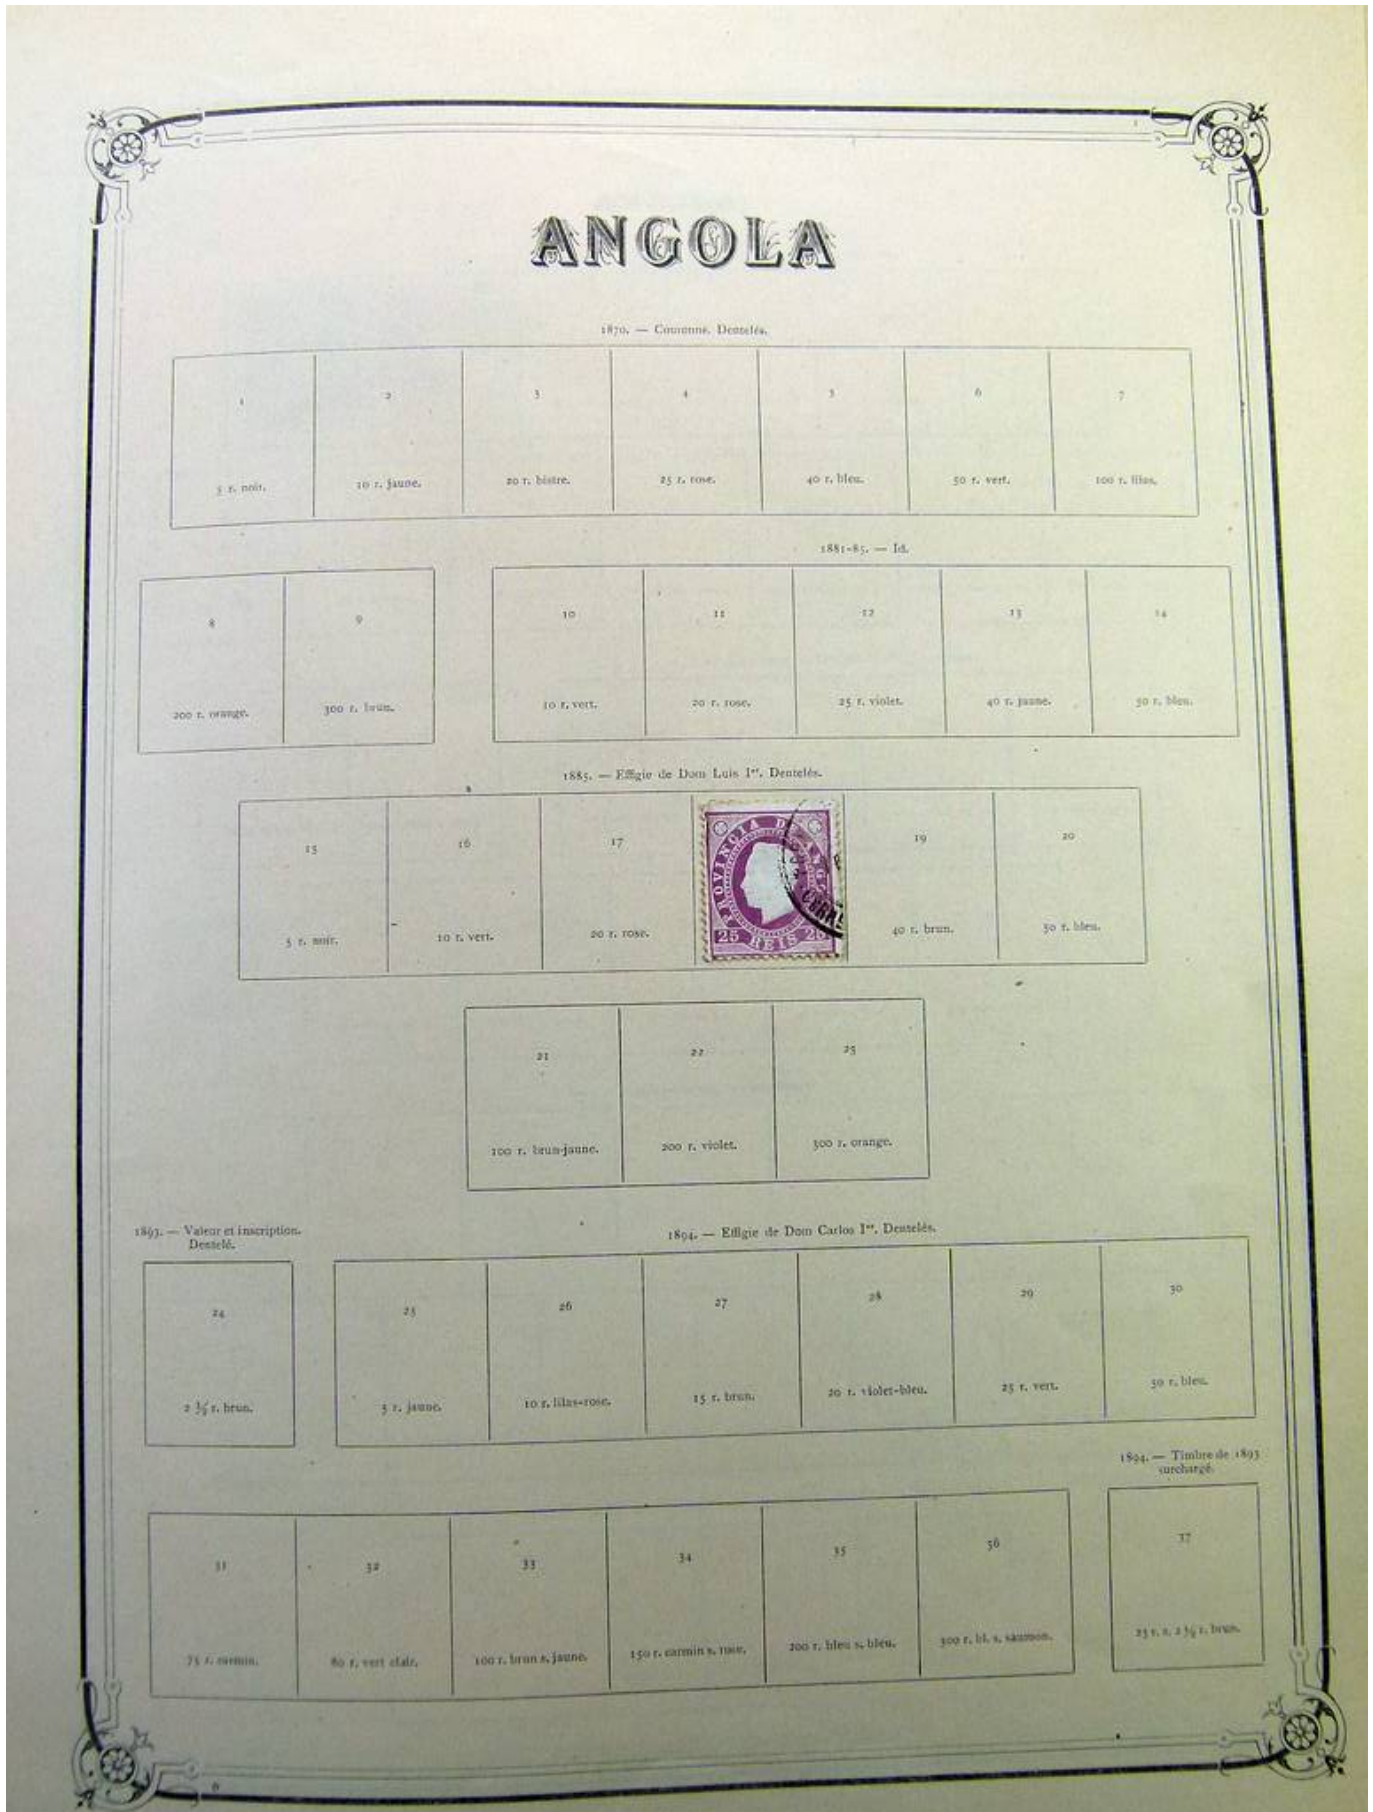 ANGOLA
1870. — Couronne. Dentelés.
1 2 3 4 5 6 7
5 r. noir. 10 r. jaune. 20 r. bistre. 25 r. rose. 40 r. bleu. 50 r. vert. 100 r. lilas.
1881-85. — Id.
8 9 10 11 12 13 14
200 r. orange. 300 r. brun. 10 r. vert. 20 r. rose. 25 r. violet. 40 r. jaune. 50 r. bleu.
1885. — Effigie de Dom Luis Ier. Dentelés.
15 16 17 19 20
PROVINCIA DE ANGO
25 REIS 25
5 r. noir. 10 r. vert. 20 r. rose. 40 r. brun. 50 r. bleu.
21 22 23
100 r. brun-jaune. 200 r. violet. 300 r. orange.
1893. — Valeur et inscription.
Dentelé.
1894. — Effigie de Dom Carlos Ier. Dentelés.
24 25 26 27 28 29 30
2 ½ r. brun. 5 r. jaune. 10 r. lilas-rose. 15 r. brun. 20 r. violet-bleu. 25 r. vert. 50 r. bleu.
1894. — Timbre de 1893
surchargé.
31 32 33 34 35 36 37
75 r. carmin. 80 r. vert clair. 100 r. brun s. jaune. 150 r. carmin s. rose. 200 r. bleu s. bleu. 300 r. bl. s. saumon. 25 r. s. 2 ½ r. brun.